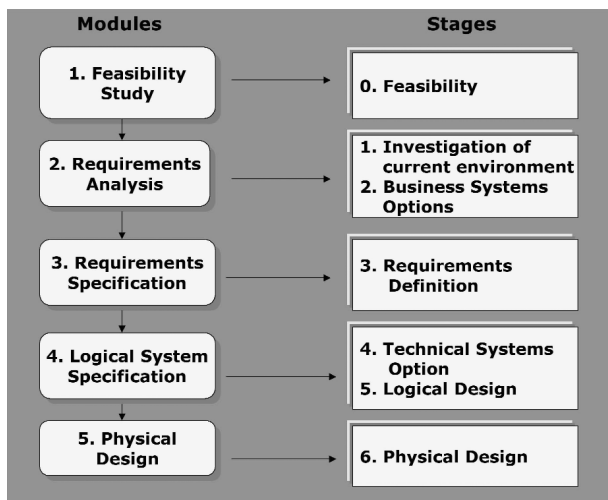 Modules
Stages
1. Feasibility
Study
0. Feasibility
2. Requirements
Analysis
1. Investigation of
current environment
2. Business Systems
Options
3. Requirements
Specification
3. Requirements
Definition
4. Logical System
Specification
4. Technical Systems
Option
5. Logical Design
5. Physical
Design
6. Physical Design